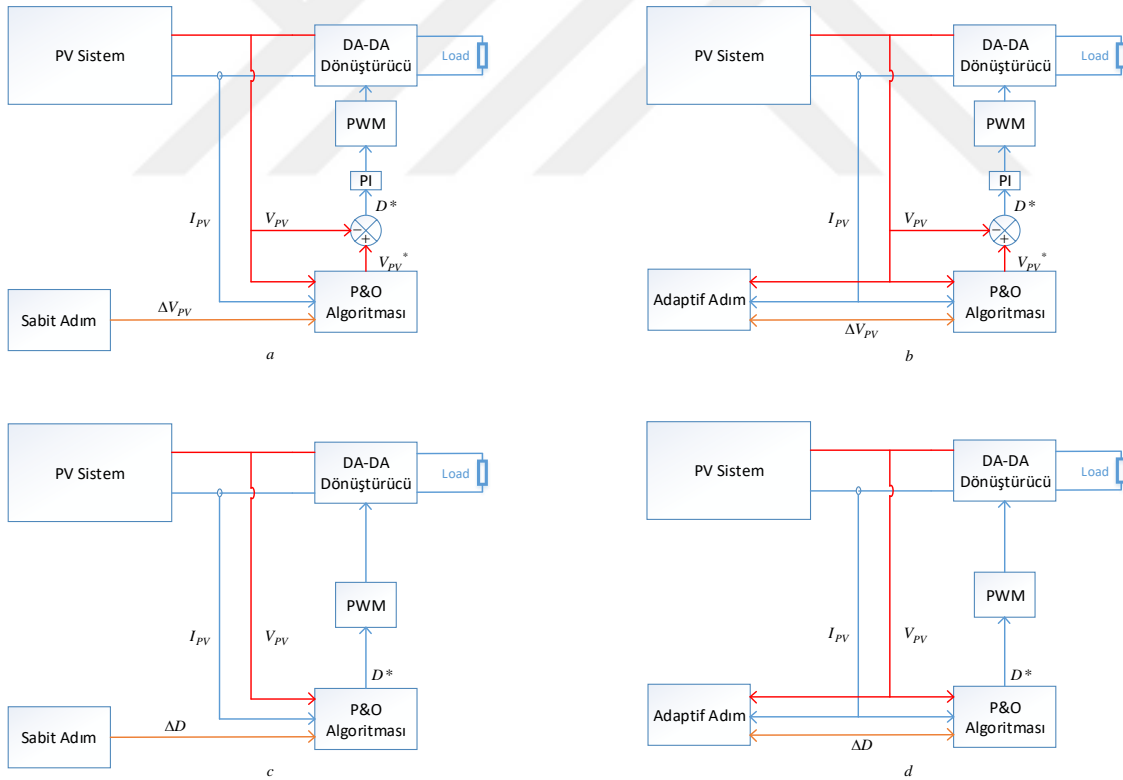 PV Sistem
DA-DA
Dönüştürücü
Load
PWM
PI
D*
I_PV
V_PV
V_PV*
P&O
Algoritması
Sabit Adım
ΔV_PV
a
PV Sistem
DA-DA
Dönüştürücü
Load
PWM
PI
D*
I_PV
V_PV
V_PV*
P&O
Algoritması
Adaptif Adım
ΔV_PV
b
PV Sistem
DA-DA
Dönüştürücü
Load
PWM
I_PV
V_PV
D*
P&O
Algoritması
Sabit Adım
ΔD
c
PV Sistem
DA-DA
Dönüştürücü
Load
PWM
I_PV
V_PV
D*
P&O
Algoritması
Adaptif Adım
ΔD
d